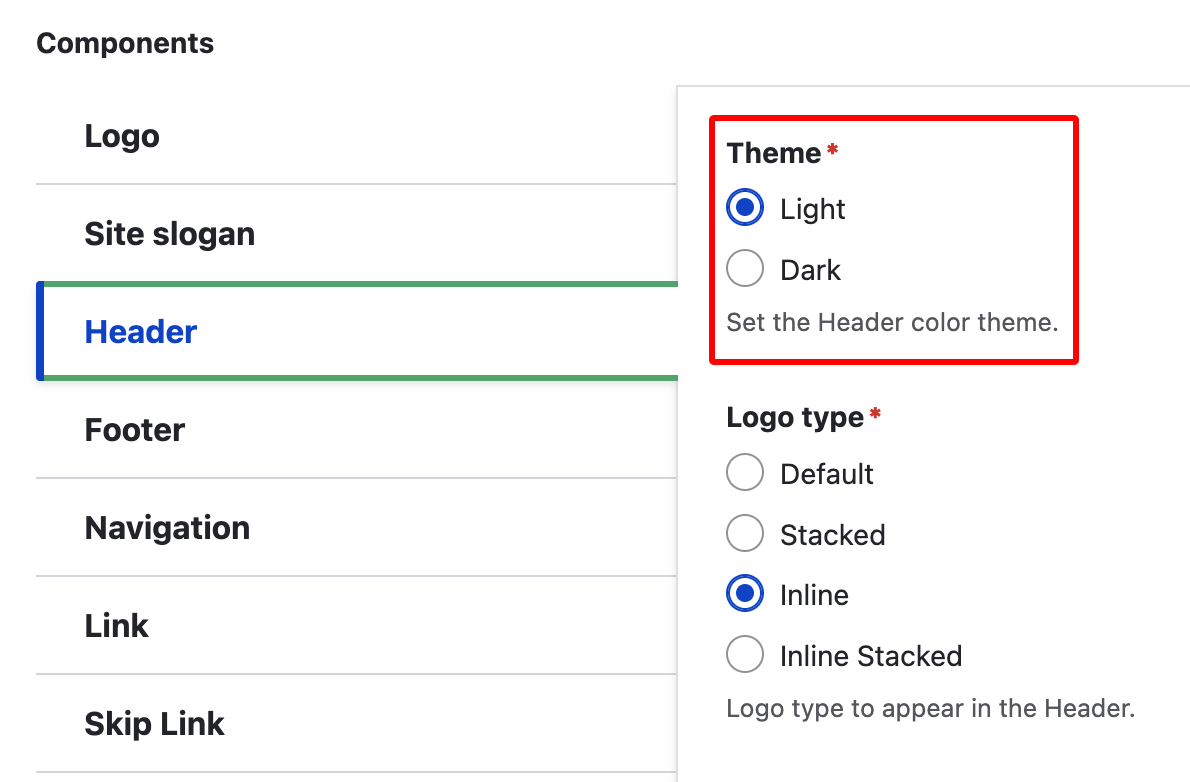 Components
Logo
Site slogan
Header
Footer
Navigation
Link
Skip Link
Theme *
Light
Dark
Set the Header color theme.
Logo type *
Default
Stacked
Inline
Inline Stacked
Logo type to appear in the Header.